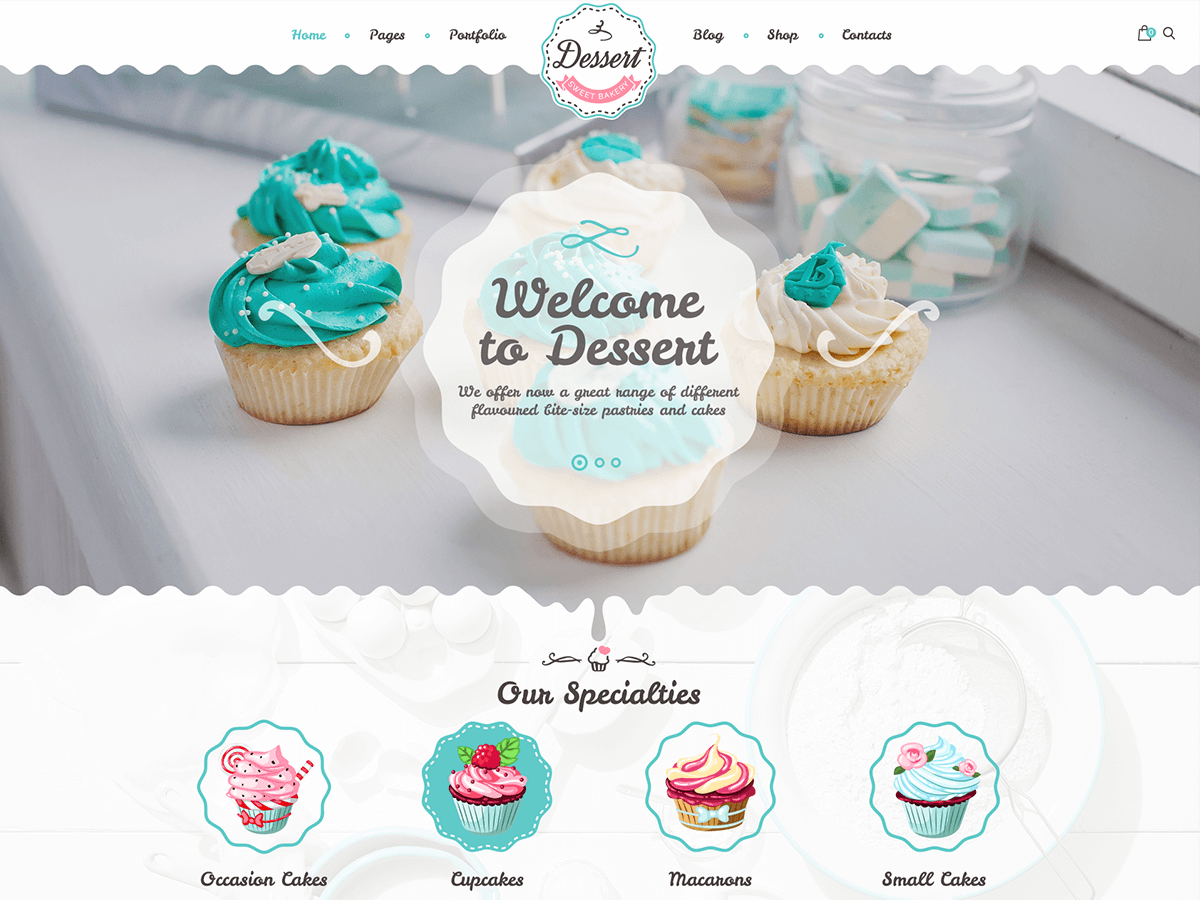 Home
Pages
Portfolio
Dessert
SWEET BAKERY
Blog
Shop
Contacts
0
B
Welcome
to Dessert
We offer now a great range of different
flavoured bite-size pastries and cakes
Our Specialties
Occasion Cakes
Cupcakes
Macarons
Small Cakes